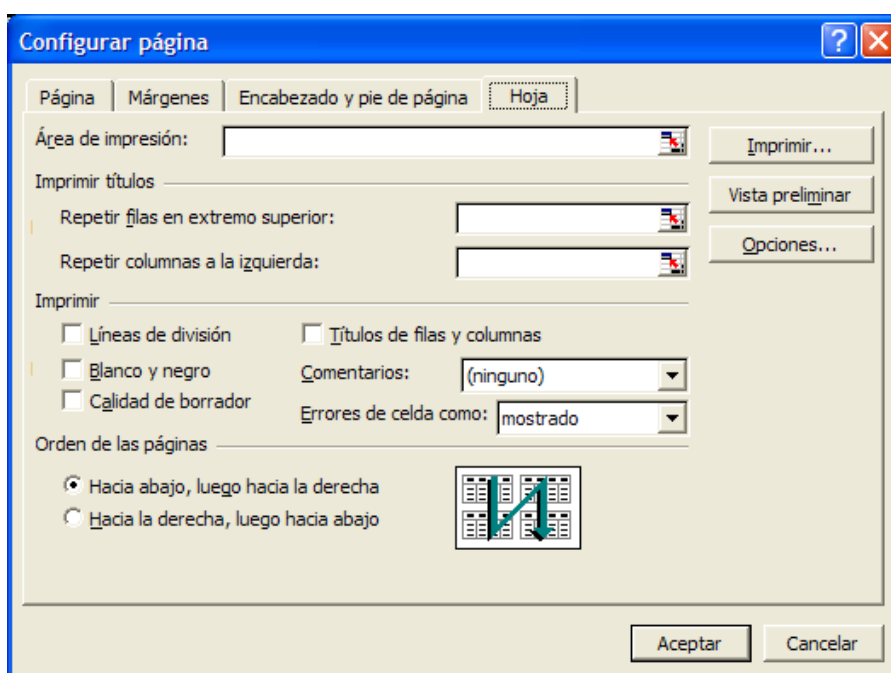 Configurar página
Página Márgenes Encabezado y pie de página Hoja
Área de impresión:
Imprimir...
Imprimir títulos
Vista preliminar
Repetir filas en extremo superior:
Opciones...
Repetir columnas a la izquierda:
Imprimir
Líneas de división Títulos de filas y columnas
Blanco y negro Comentarios: (ninguno)
Calidad de borrador Errores de celda como: mostrado
Orden de las páginas
Hacia abajo, luego hacia la derecha
Hacia la derecha, luego hacia abajo
Aceptar Cancelar